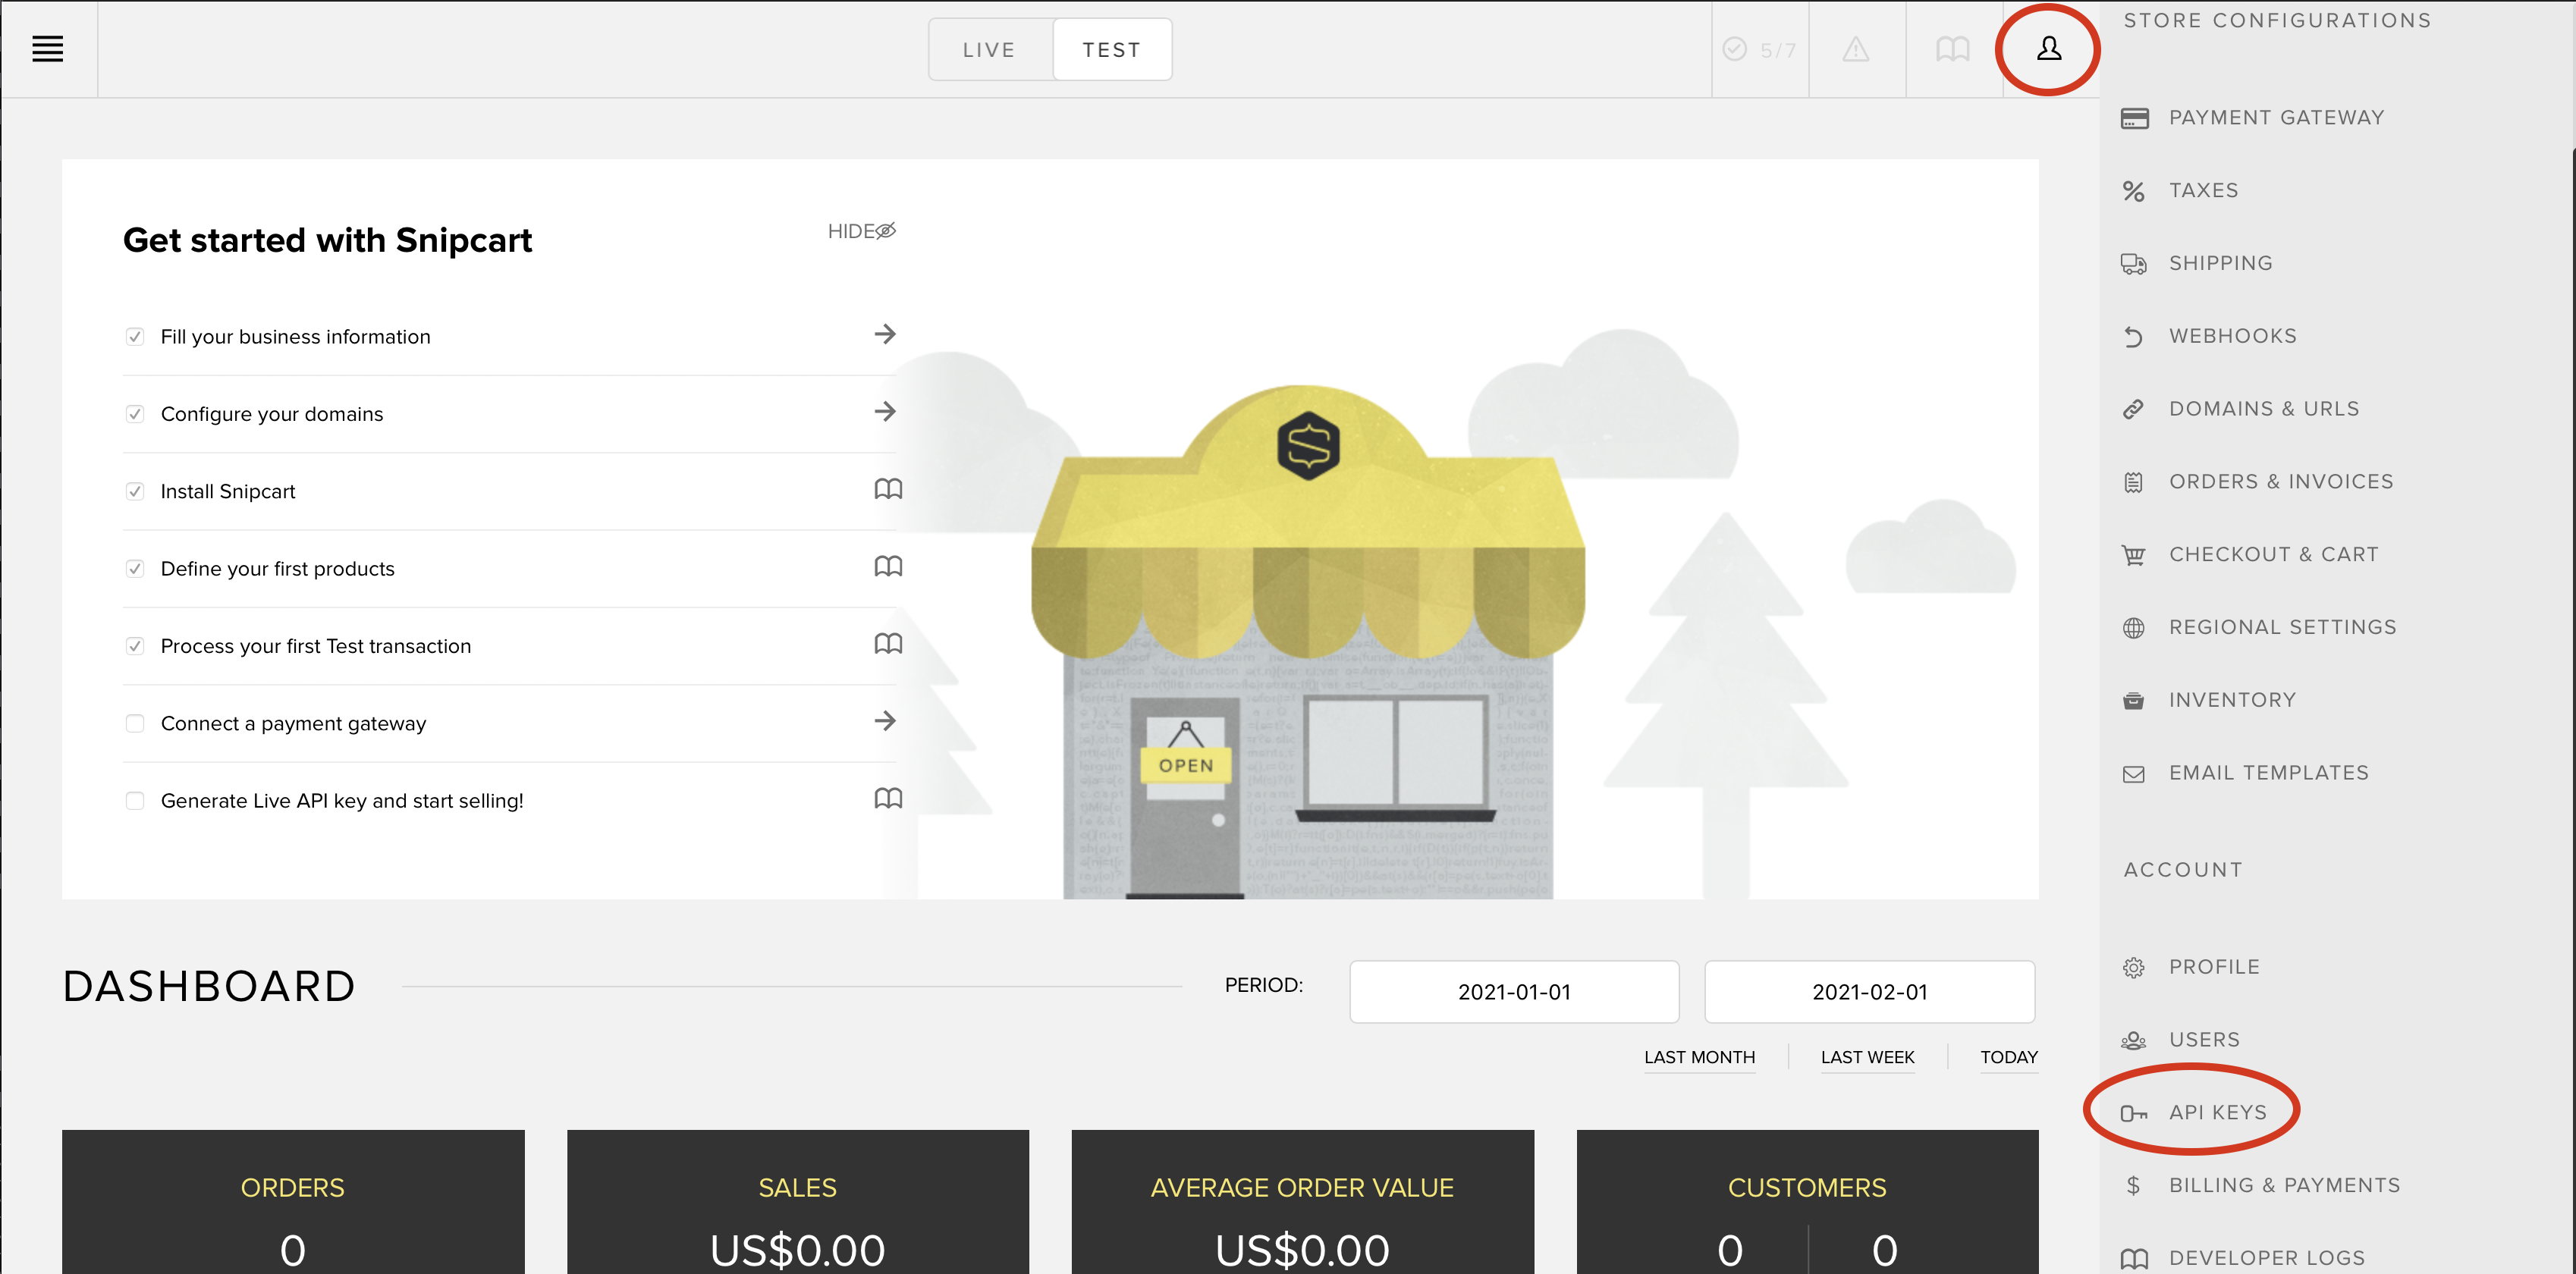 LIVE
TEST
5/7
Get started with Snipcart
HIDE
Fill your business information
Configure your domains
Install Snipcart
Define your first products
Process your first Test transaction
Connect a payment gateway
Generate Live API key and start selling!
OPEN
DASHBOARD
PERIOD:
2021-01-01
2021-02-01
LAST MONTH
LAST WEEK
TODAY
ORDERS
0
SALES
US$0.00
AVERAGE ORDER VALUE
US$0.00
CUSTOMERS
0
0
STORE CONFIGURATIONS
PAYMENT GATEWAY
TAXES
SHIPPING
WEBHOOKS
DOMAINS & URLS
ORDERS & INVOICES
CHECKOUT & CART
REGIONAL SETTINGS
INVENTORY
EMAIL TEMPLATES
ACCOUNT
PROFILE
USERS
API KEYS
BILLING & PAYMENTS
DEVELOPER LOGS